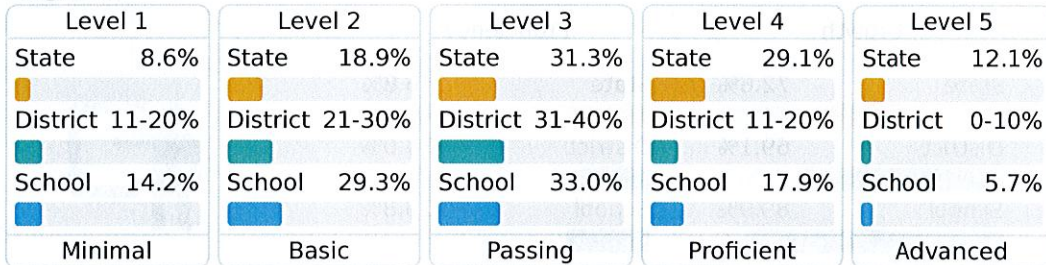 Level 1 Level 2 Level 3 Level 4 Level 5
State 8.6% State 18.9% State 31.3% State 29.1% State 12.1%
District 11-20% District 21-30% District 31-40% District 11-20% District 0-10%
School 14.2% School 29.3% School 33.0% School 17.9% School 5.7%
Minimal Basic Passing Proficient Advanced